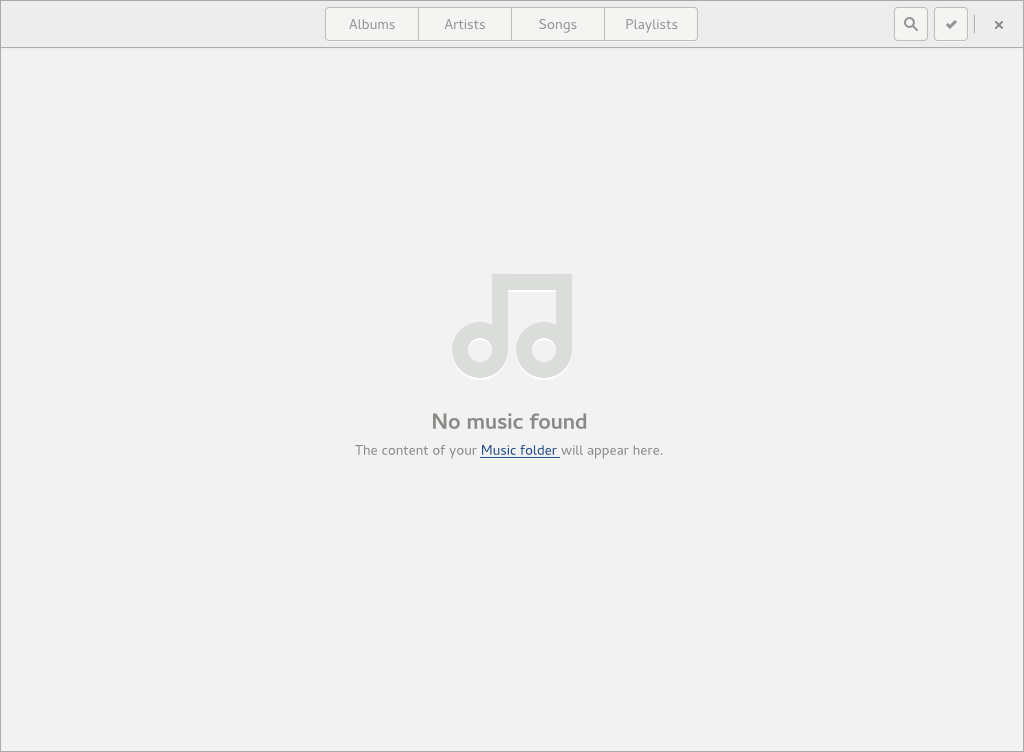 Albums Artists Songs Playlists
No music found
The content of your Music folder will appear here.